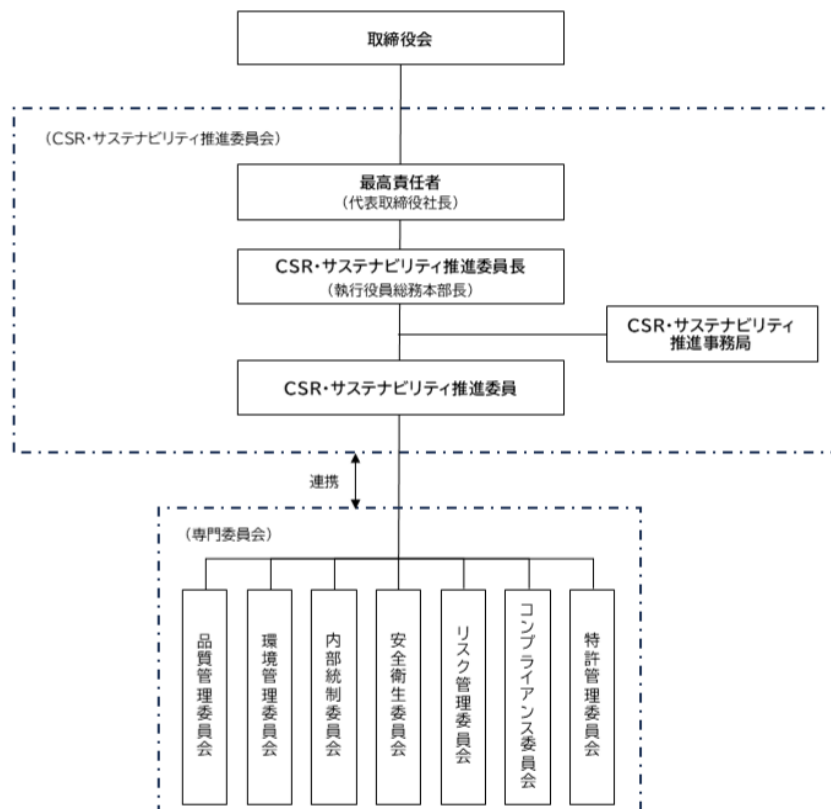 取締役会
（CSR・サステナビリティ推進委員会）
最高責任者
（代表取締役社長）
CSR・サステナビリティ推進委員長
（執行役員総務本部長）
CSR・サステナビリティ
推進事務局
CSR・サステナビリティ推進委員
連携
（専門委員会）
品質管理委員会
環境管理委員会
内部統制委員会
安全衛生委員会
リスク管理委員会
コンプライアンス委員会
特許管理委員会